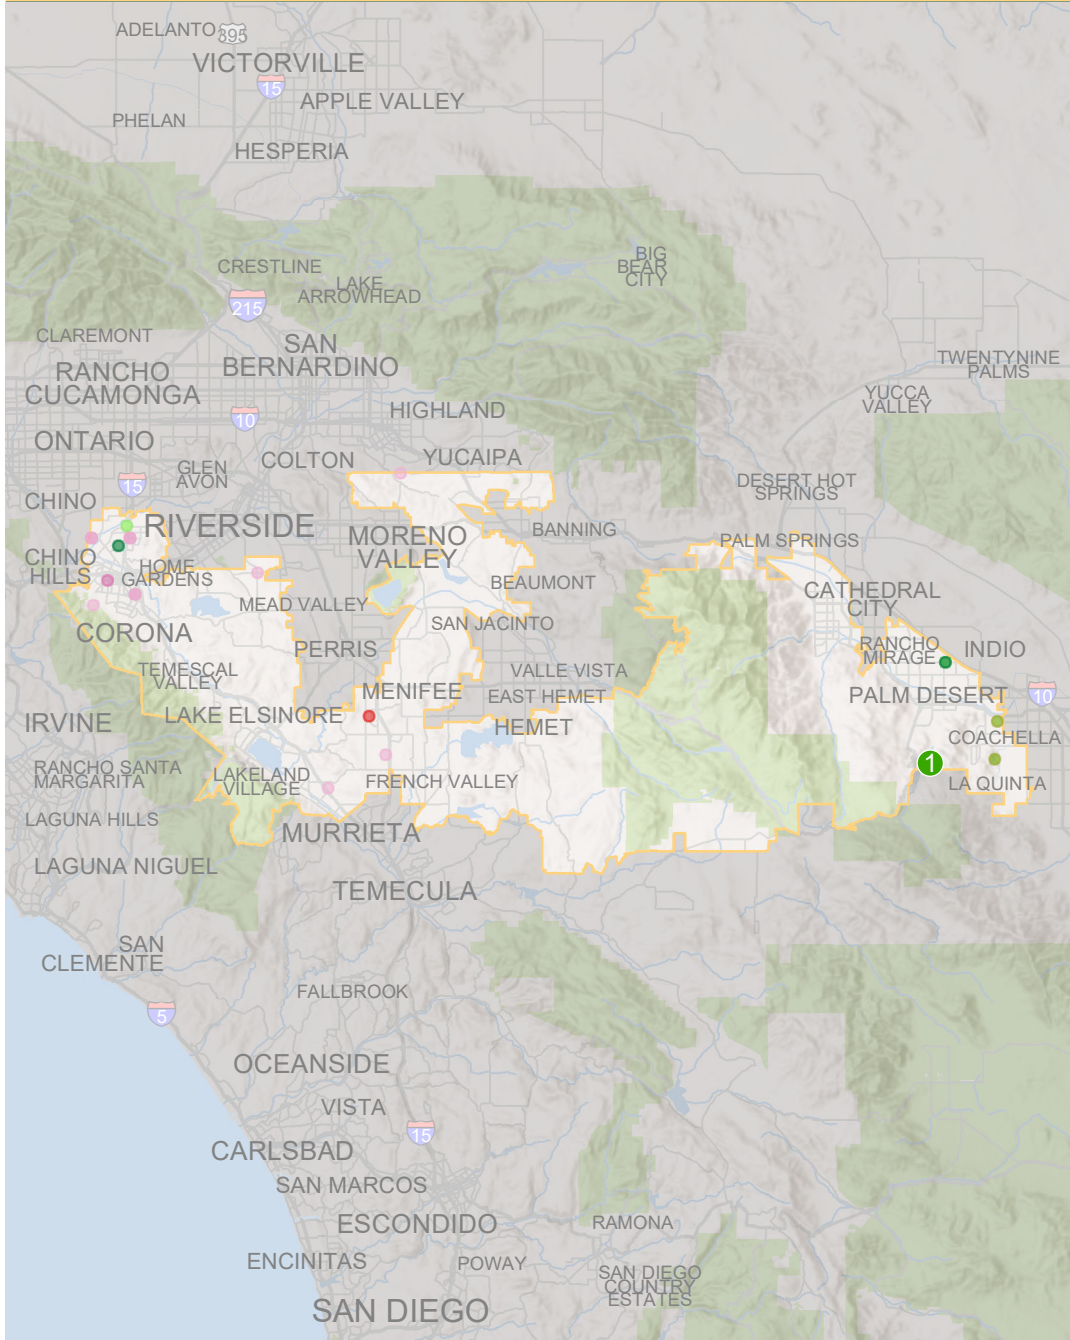 ADELANTO
395
VICTORVILLE
15
APPLE VALLEY
PHELAN
HESPERIA
BIG
BEAR
CITY
CRESTLINE
LAKE
ARROWHEAD
215
CLAREMONT
SAN
BERNARDINO
TWENTYNINE
PALMS
RANCHO
CUCAMONGA
YUCCA
VALLEY
HIGHLAND
10
ONTARIO
COLTON
YUCAIPA
GLEN
AVON
DESERT HOT
SPRINGS
15
CHINO
RIVERSIDE
MORENO
VALLEY
BANNING
PALM SPRINGS
CHINO
HILLS
HOME
GARDENS
BEAUMONT
CATHEDRAL
CITY
MEAD VALLEY
SAN JACINTO
CORONA
PERRIS
RANCHO
MIRAGE
INDIO
TEMESCAL
VALLEY
VALLE VISTA
MENIFEE
EAST HEMET
PALM DESERT
10
IRVINE
LAKE ELSINORE
HEMET
COACHELLA
RANCHO SANTA
MARGARITA
LAKELAND
VILLAGE
FRENCH VALLEY
1
LA QUINTA
LAGUNA HILLS
MURRIETA
LAGUNA NIGUEL
TEMECULA
SAN
CLEMENTE
FALLBROOK
5
OCEANSIDE
VISTA
15
CARLSBAD
SAN MARCOS
ESCONDIDO
RAMONA
ENCINITAS
POWAY
SAN DIEGO
COUNTRY
ESTATES
SAN DIEGO